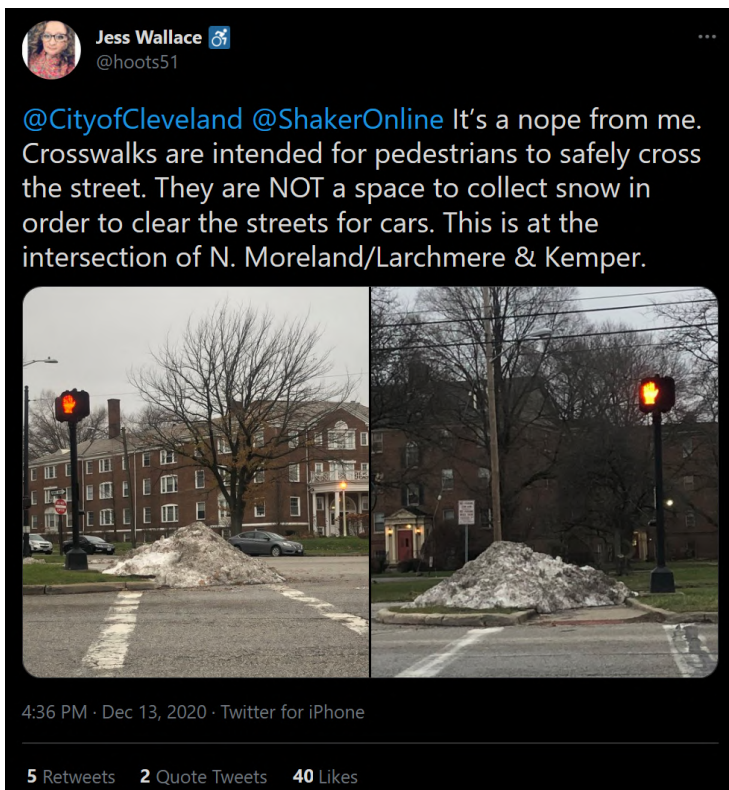 Jess Wallace ♿
@hoots51
@CityofCleveland @ShakerOnline It’s a nope from me.
Crosswalks are intended for pedestrians to safely cross
the street. They are NOT a space to collect snow in
order to clear the streets for cars. This is at the
intersection of N. Moreland/Larchmere & Kemper.
4:36 PM · Dec 13, 2020 · Twitter for iPhone
5 Retweets 2 Quote Tweets 40 Likes